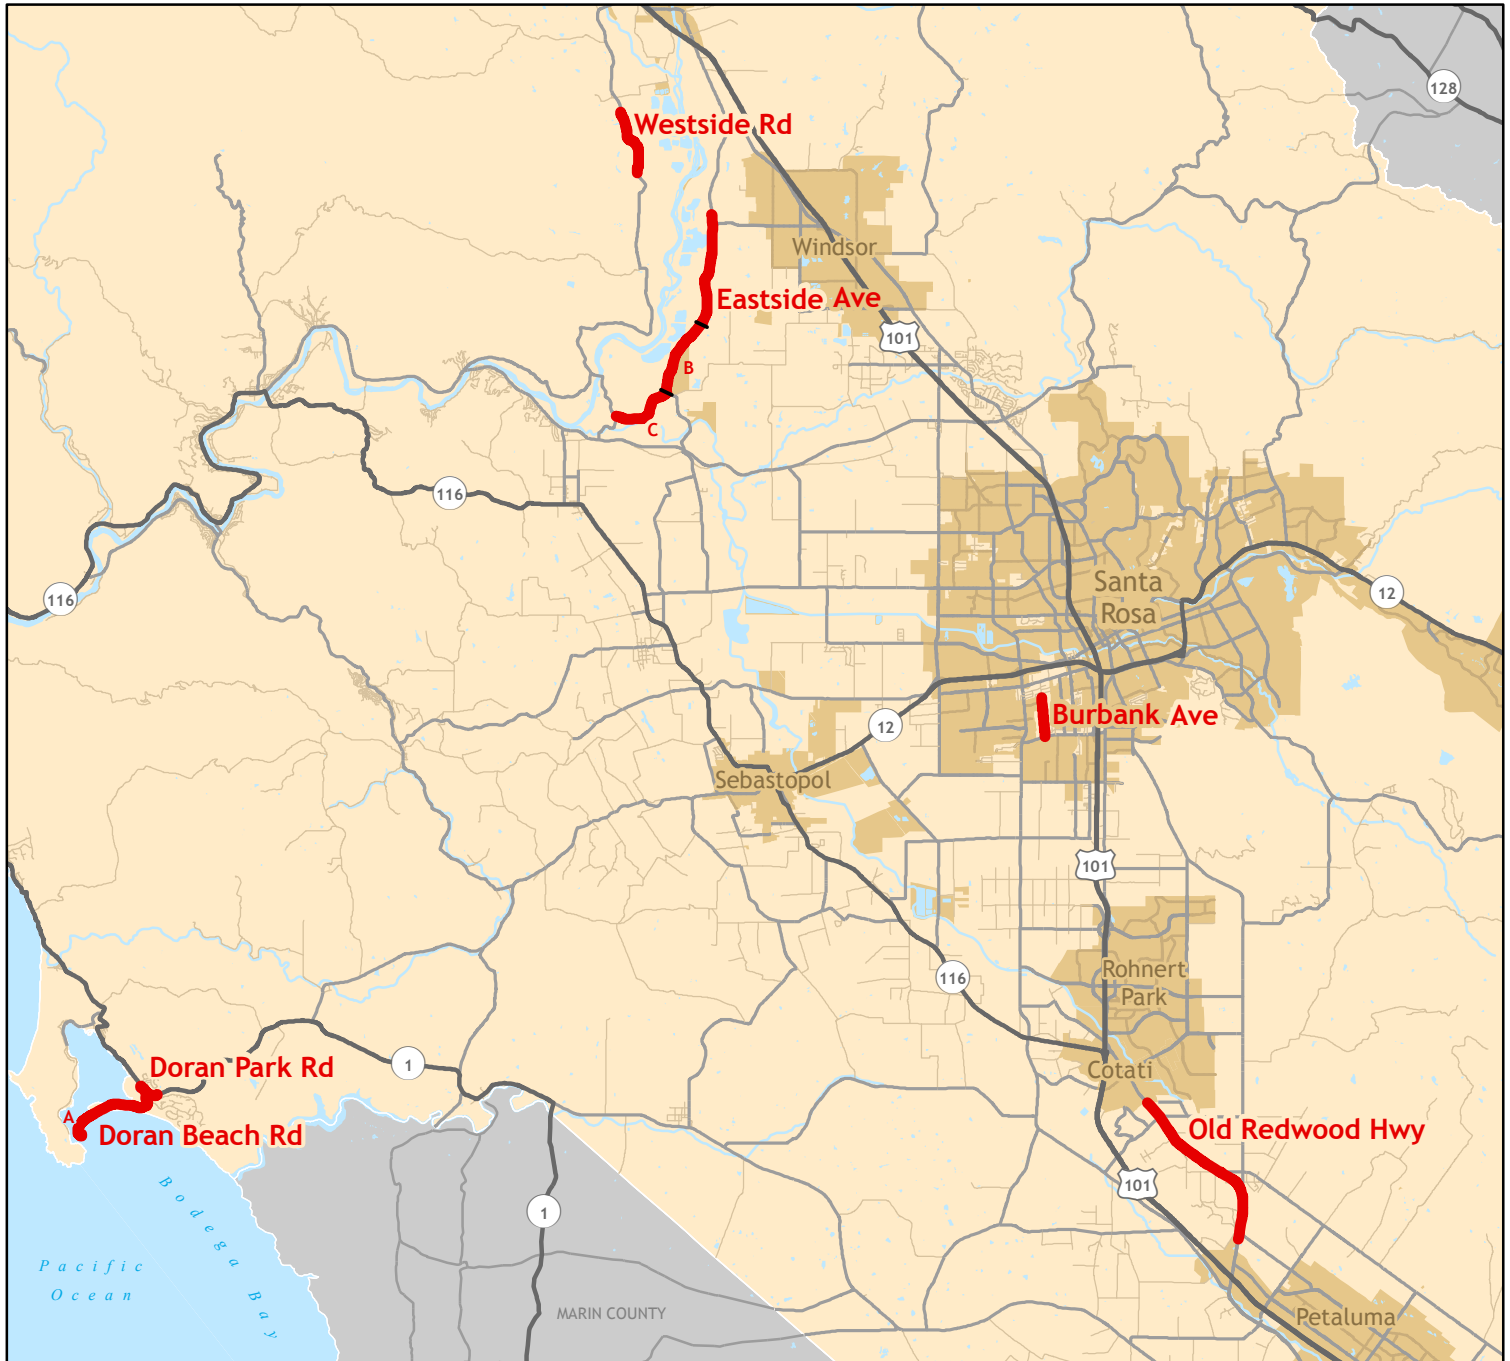 128
Westside Rd
Windsor
Eastside Ave
101
B
C
116
116
Santa
Rosa
12
Burbank Ave
12
Sebastopol
101
Rohnert
Park
116
Cotati
1
Doran Park Rd
A
Doran Beach Rd
Old Redwood Hwy
101
1
Bodega Bay
Pacific
Ocean
MARIN COUNTY
Petaluma